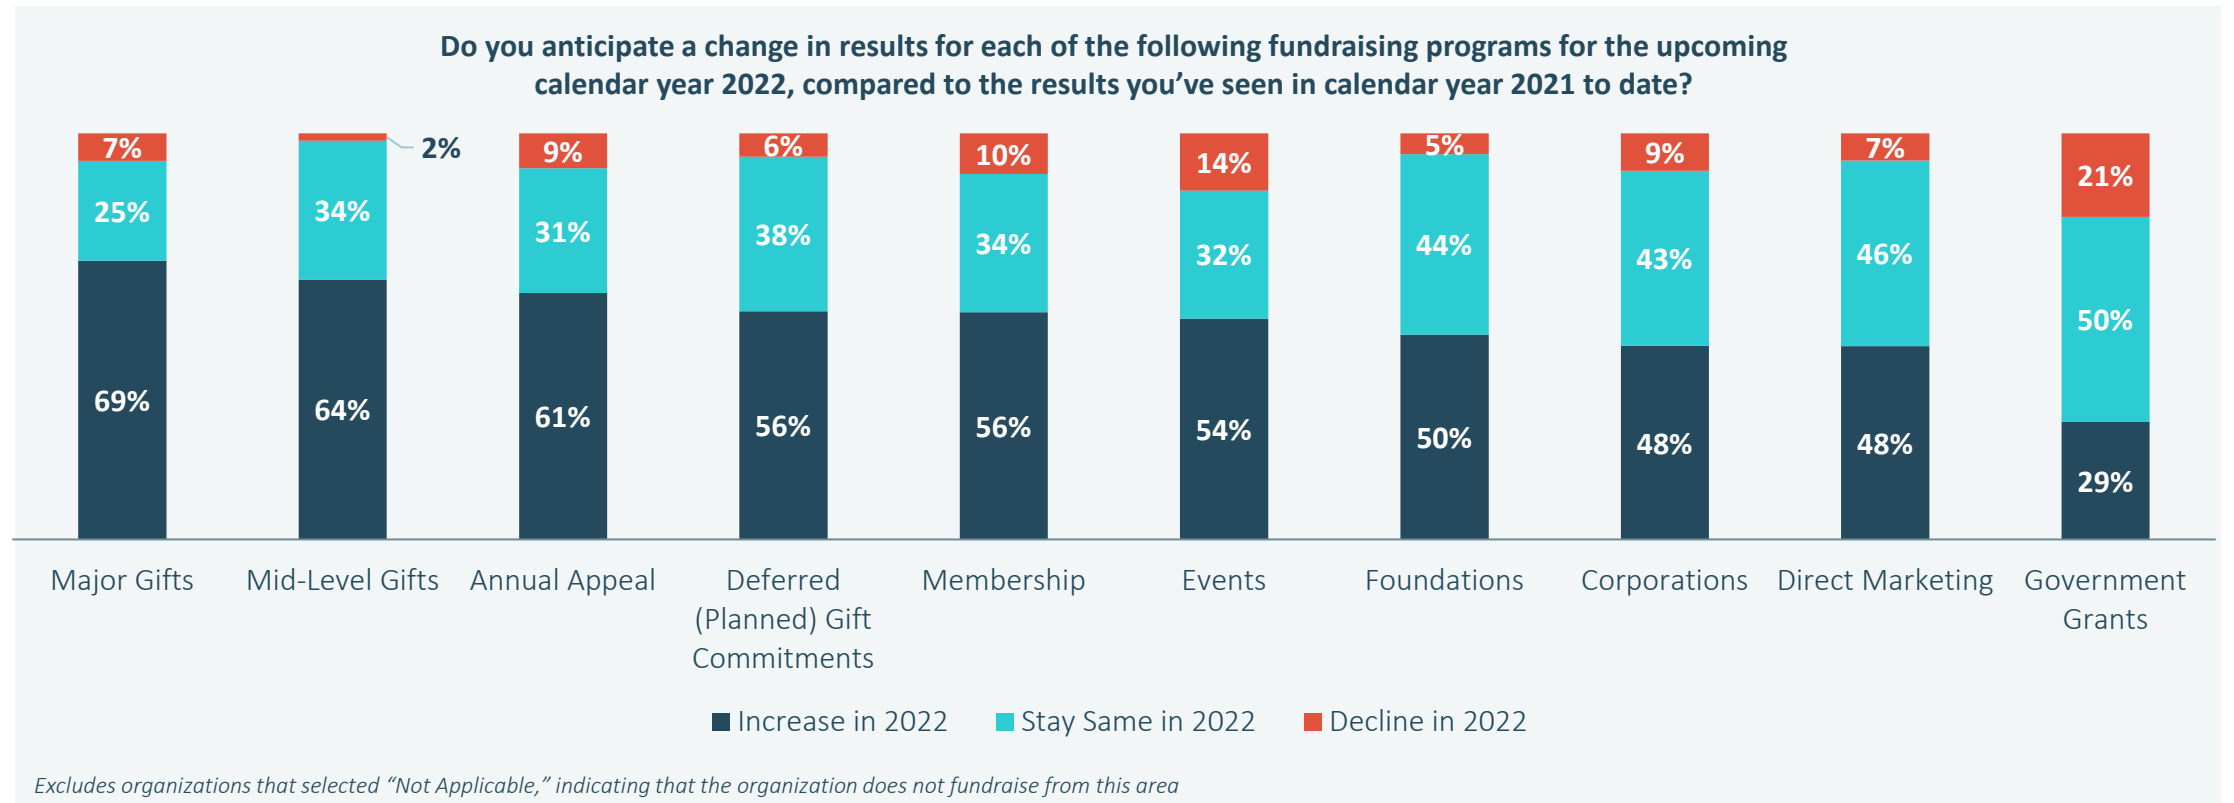 Do you anticipate a change in results for each of the following fundraising programs for the upcoming
calendar year 2022, compared to the results you’ve seen in calendar year 2021 to date?
7% 2% 9% 6% 10% 14% 5% 9% 7% 21%
25% 34% 31% 38% 34% 32% 44% 43% 46% 50%
69% 64% 61% 56% 56% 54% 50% 48% 48% 29%
Major Gifts Mid-Level Gifts Annual Appeal Deferred Membership Events Foundations Corporations Direct Marketing Government
(Planned) Gift Grants
Commitments
Increase in 2022 Stay Same in 2022 Decline in 2022
Excludes organizations that selected “Not Applicable,” indicating that the organization does not fundraise from this area